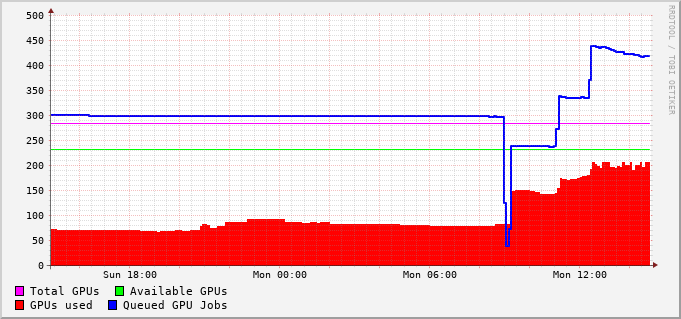 500
450
400
350
300
250
200
150
100
50
0
Sun 18:00 Mon 00:00 Mon 06:00 Mon 12:00
Total GPUs Available GPUs
GPUs used Queued GPU Jobs
RRDTOOL / TOBI OETIKER